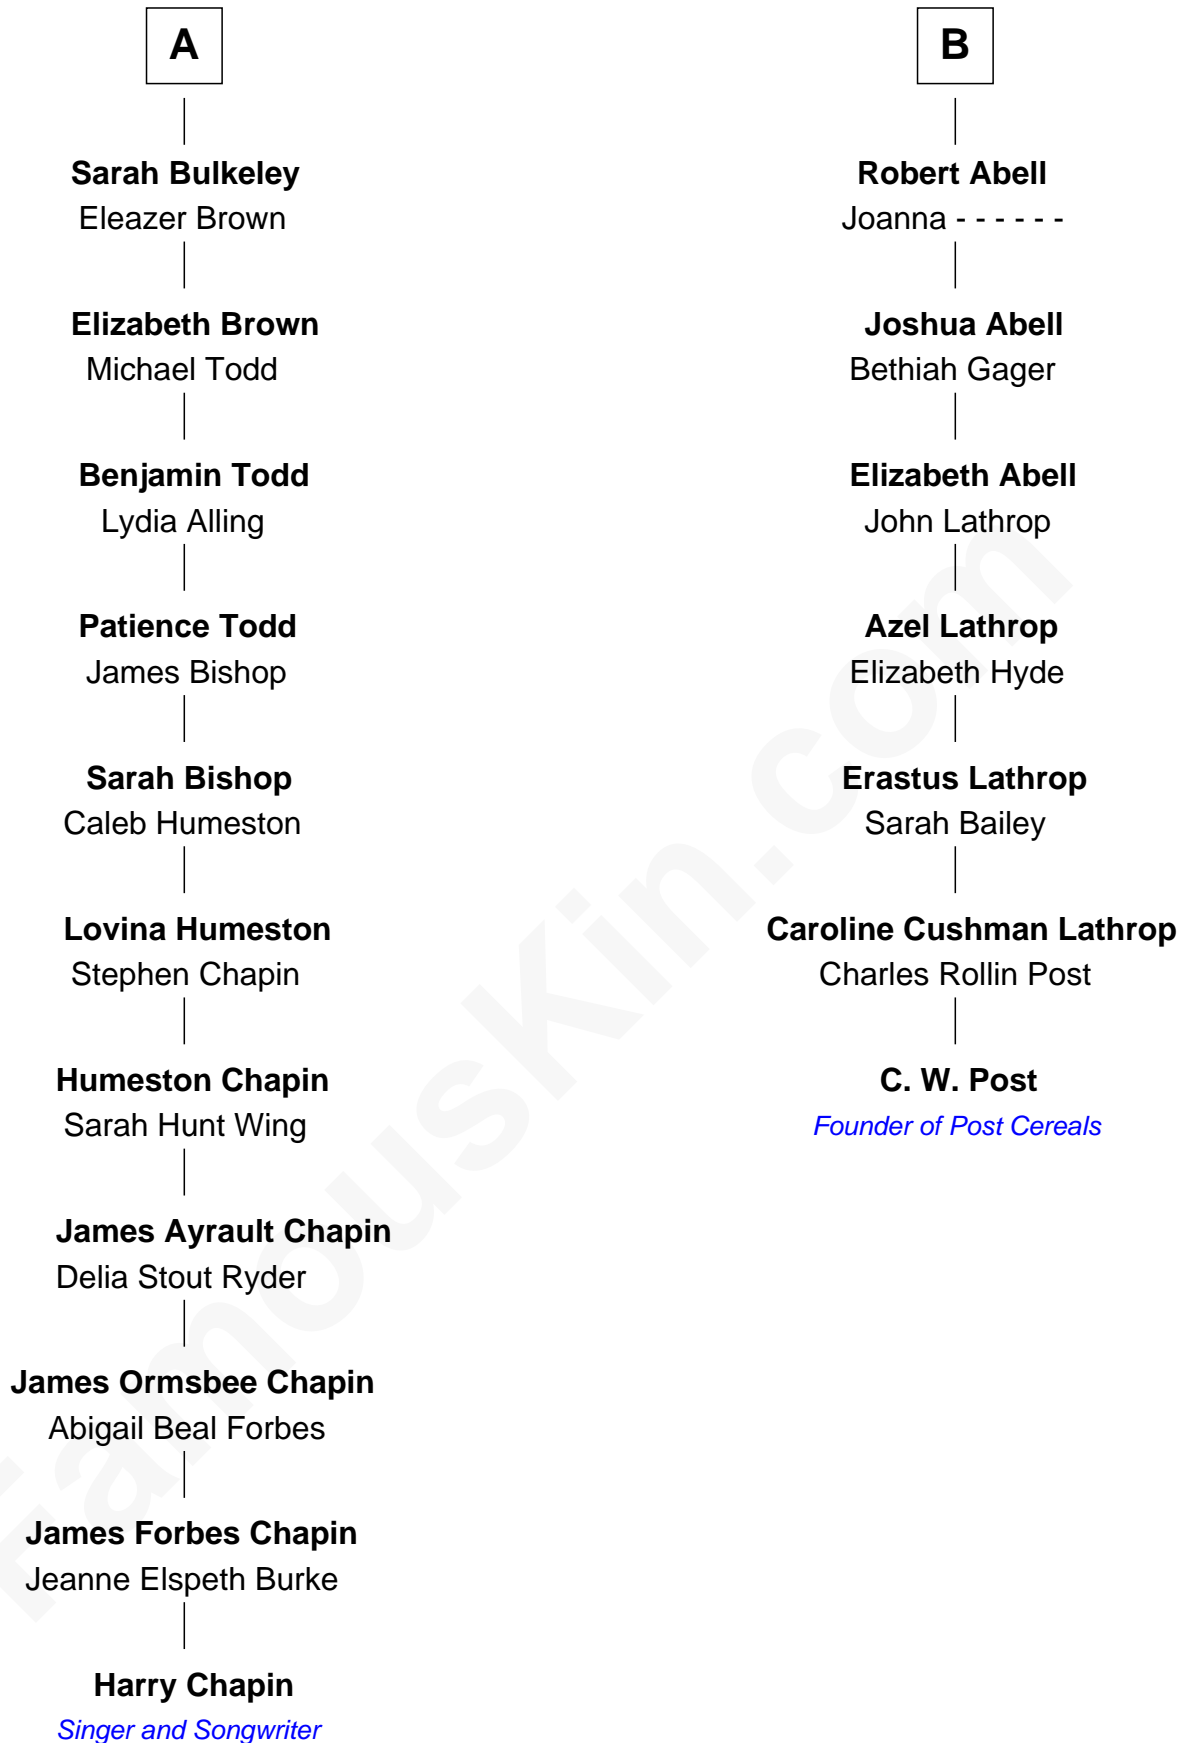 A
Sarah Bulkeley
Eleazer Brown
Elizabeth Brown
Michael Todd
Benjamin Todd
Lydia Alling
Patience Todd
James Bishop
Sarah Bishop
Caleb Humeston
Lovina Humeston
Stephen Chapin
Humeston Chapin
Sarah Hunt Wing
James Ayrault Chapin
Delia Stout Ryder
James Ormsbee Chapin
Abigail Beal Forbes
James Forbes Chapin
Jeanne Elspeth Burke
Harry Chapin
Singer and Songwriter
B
Robert Abell
Joanna - - - - - -
Joshua Abell
Bethiah Gager
Elizabeth Abell
John Lathrop
Azel Lathrop
Elizabeth Hyde
Erastus Lathrop
Sarah Bailey
Caroline Cushman Lathrop
Charles Rollin Post
C. W. Post
Founder of Post Cereals
FamousKin.com